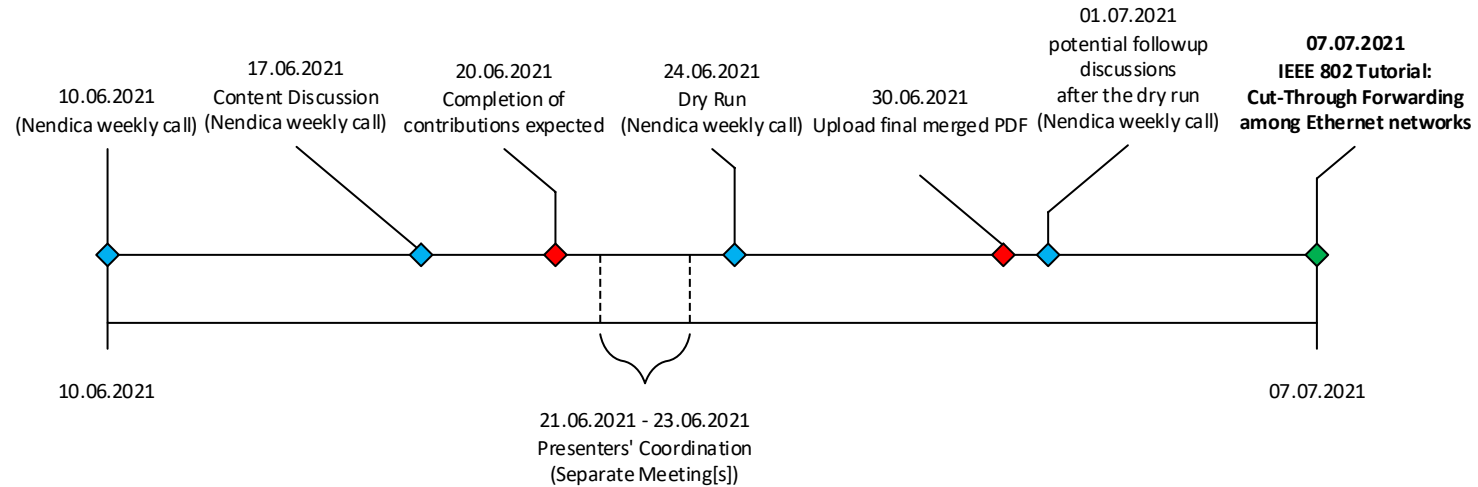 10.06.2021
(Nendica weekly call)
17.06.2021
Content Discussion
(Nendica weekly call)
20.06.2021
Completion of
contributions expected
24.06.2021
Dry Run
(Nendica weekly call)
30.06.2021
Upload final merged PDF
01.07.2021
potential followup
discussions
after the dry run
(Nendica weekly call)
07.07.2021
IEEE 802 Tutorial:
Cut-Through Forwarding
among Ethernet networks
10.06.2021
07.07.2021
21.06.2021 - 23.06.2021
Presenters' Coordination
(Separate Meeting[s])